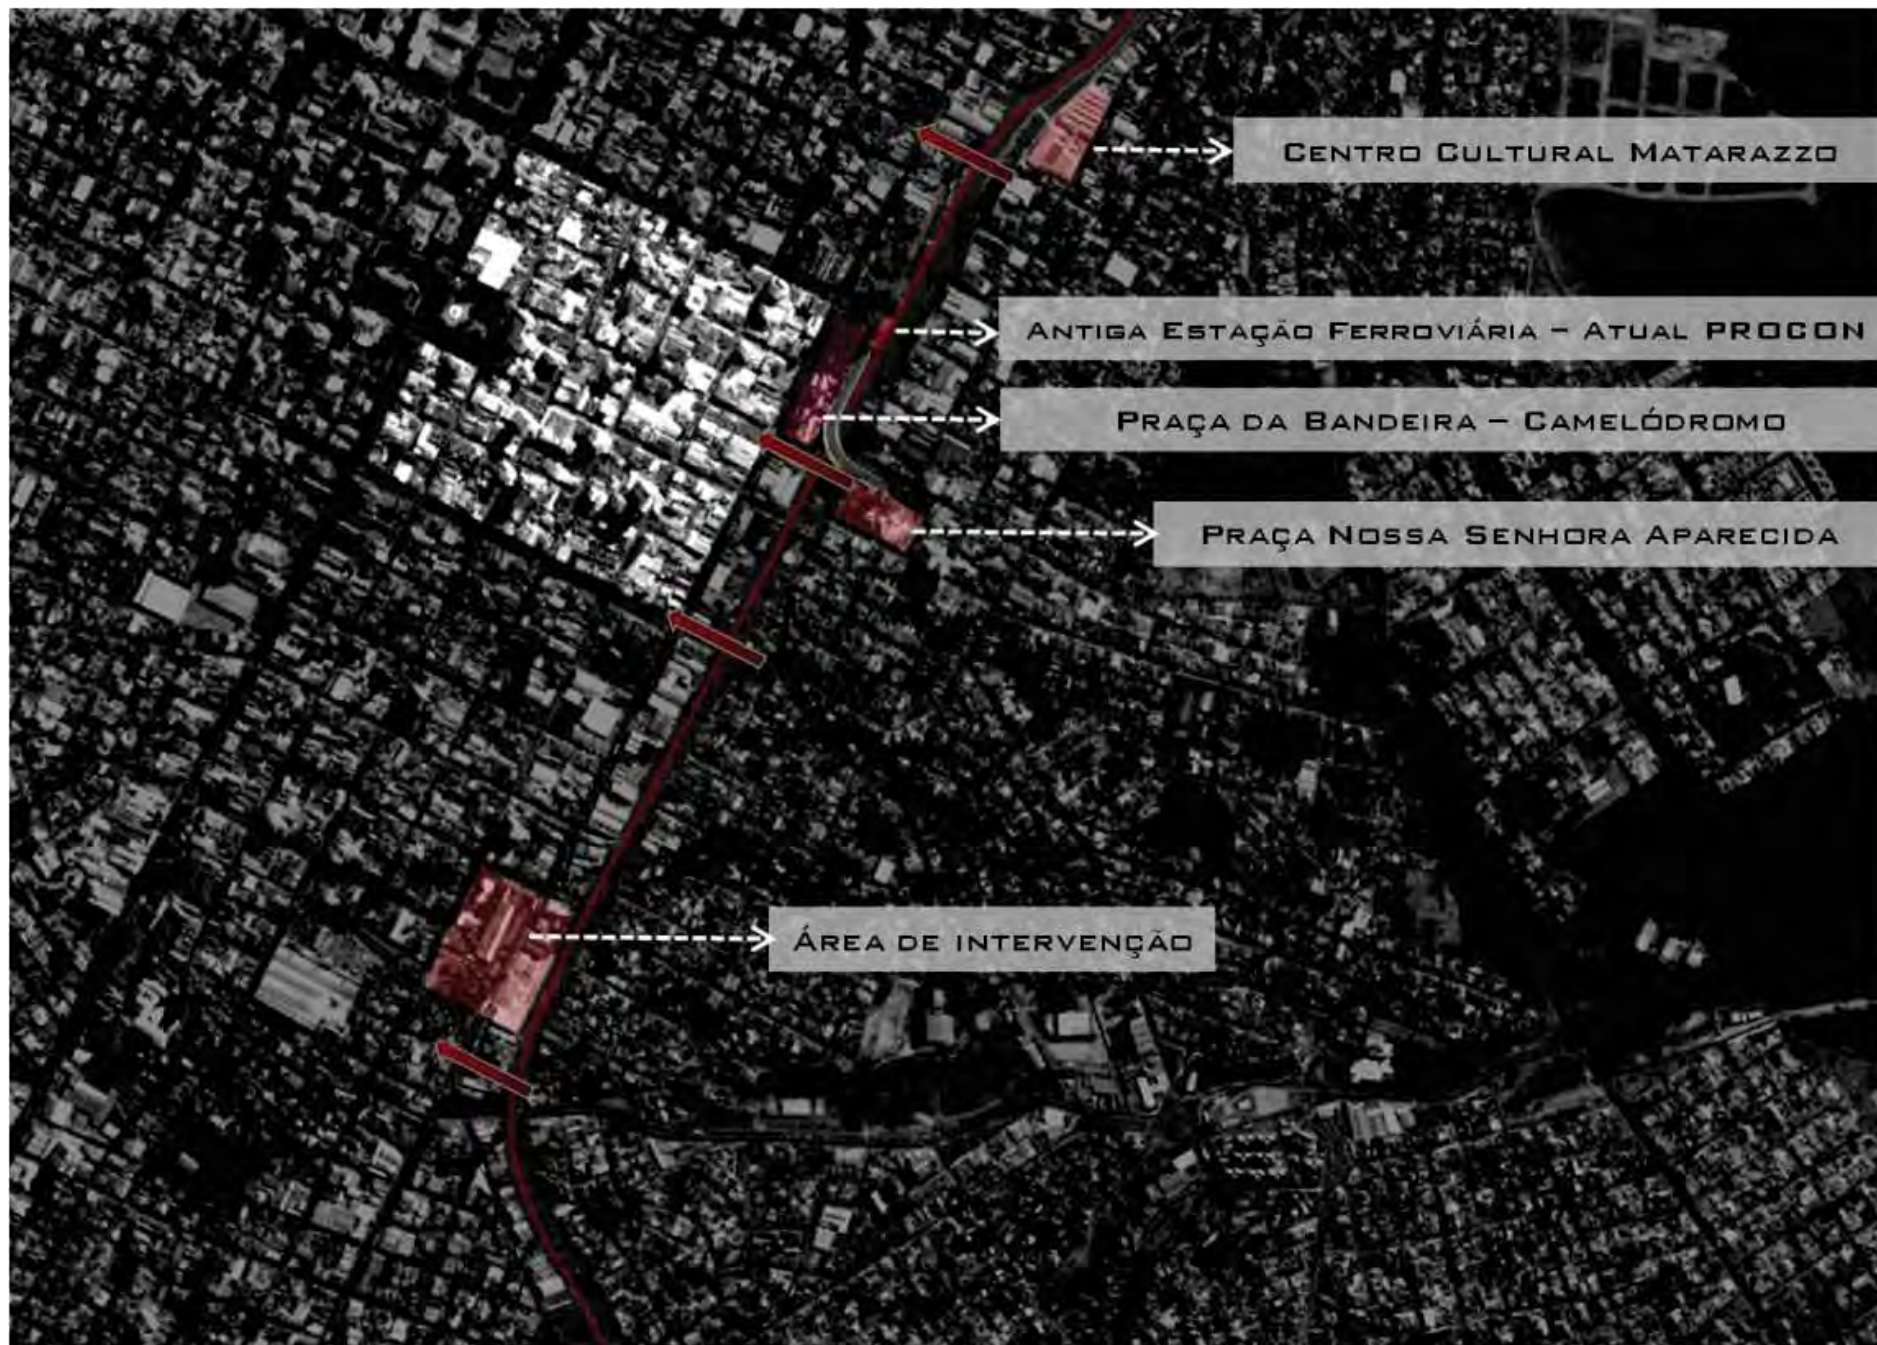 CENTRO CULTURAL MATARAZZO
ANTIGA ESTAÇÃO FERROVIÁRIA – ATUAL PROCON
PRAÇA DA BANDEIRA – CAMELÓDROMO
PRAÇA NOSSA SENHORA APARECIDA
ÁREA DE INTERVENÇÃO